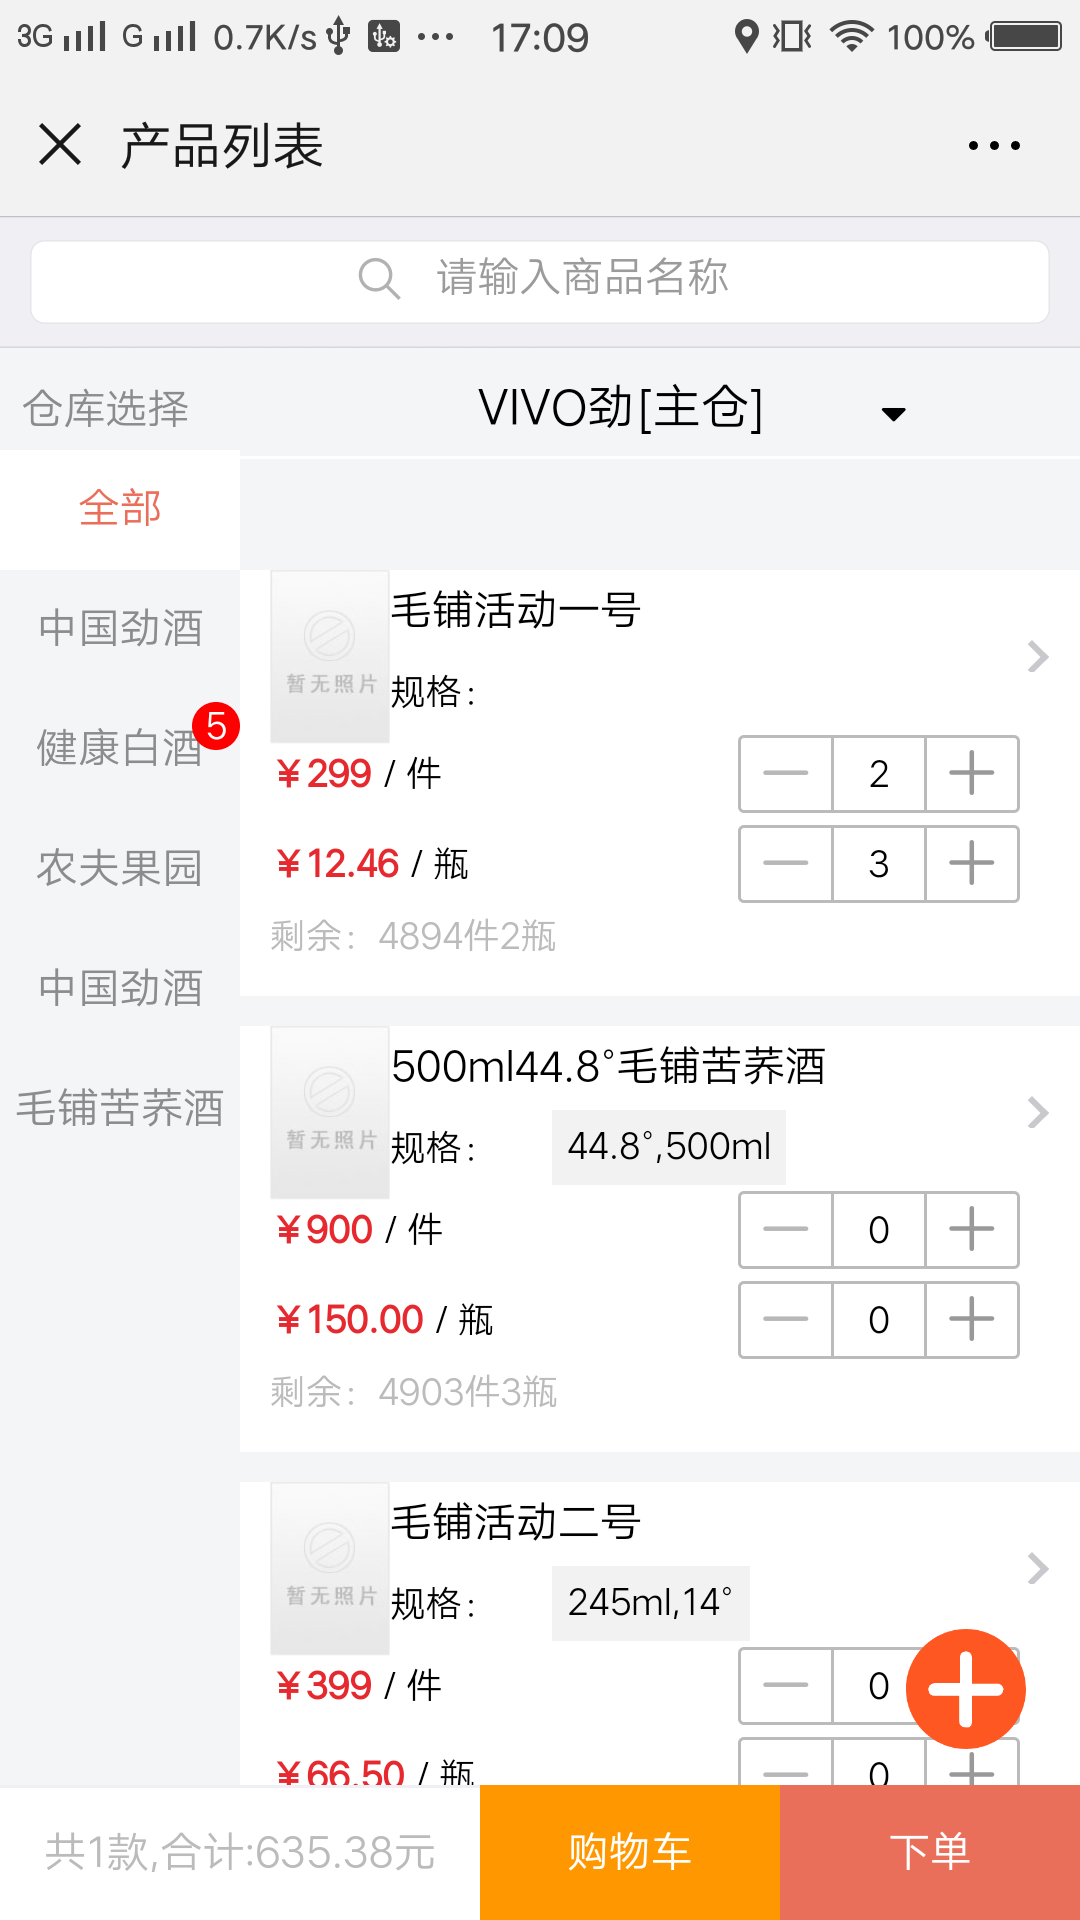 3G G 0.7K/s 17:09 100%
产品列表
请输入商品名称
仓库选择 VIVO劲[主仓]
全部
中国劲酒
健康白酒 5
农夫果园
中国劲酒
毛铺苦荞酒
暂无照片
毛铺活动一号
规格:
¥299 / 件 2
¥12.46 / 瓶 3
剩余: 4894件2瓶
暂无照片
500ml44.8°毛铺苦荞酒
规格: 44.8°,500ml
¥900 / 件 0
¥150.00 / 瓶 0
剩余: 4903件3瓶
暂无照片
毛铺活动二号
规格: 245ml,14°
¥399 / 件 0
¥66.50 / 瓶 0
共1款,合计:635.38元 购物车 下单